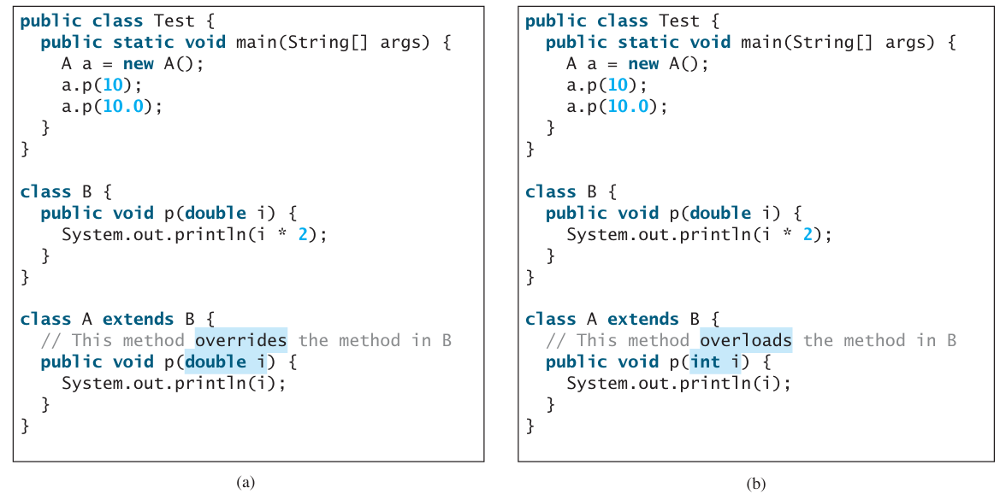 public class Test {
  public static void main(String[] args) {
    A a = new A();
    a.p(10);
    a.p(10.0);
  }
}

class B {
  public void p(double i) {
    System.out.println(i * 2);
  }
}

class A extends B {
  // This method overrides the method in B
  public void p(double i) {
    System.out.println(i);
  }
}
(a)

public class Test {
  public static void main(String[] args) {
    A a = new A();
    a.p(10);
    a.p(10.0);
  }
}

class B {
  public void p(double i) {
    System.out.println(i * 2);
  }
}

class A extends B {
  // This method overloads the method in B
  public void p(int i) {
    System.out.println(i);
  }
}
(b)